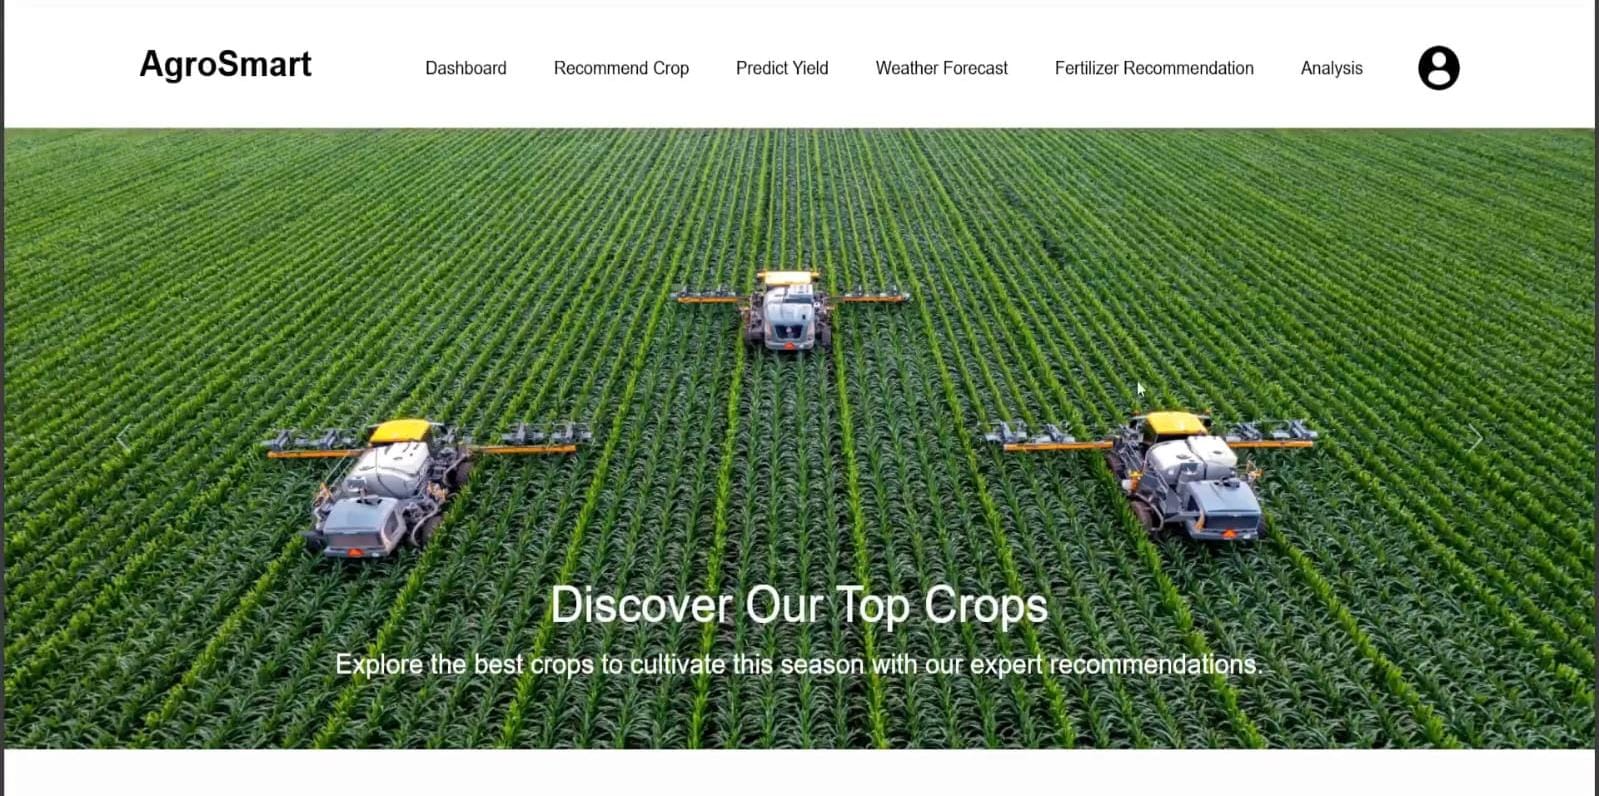 AgroSmart
Dashboard Recommend Crop Predict Yield Weather Forecast Fertilizer Recommendation Analysis
Discover Our Top Crops
Explore the best crops to cultivate this season with our expert recommendations.